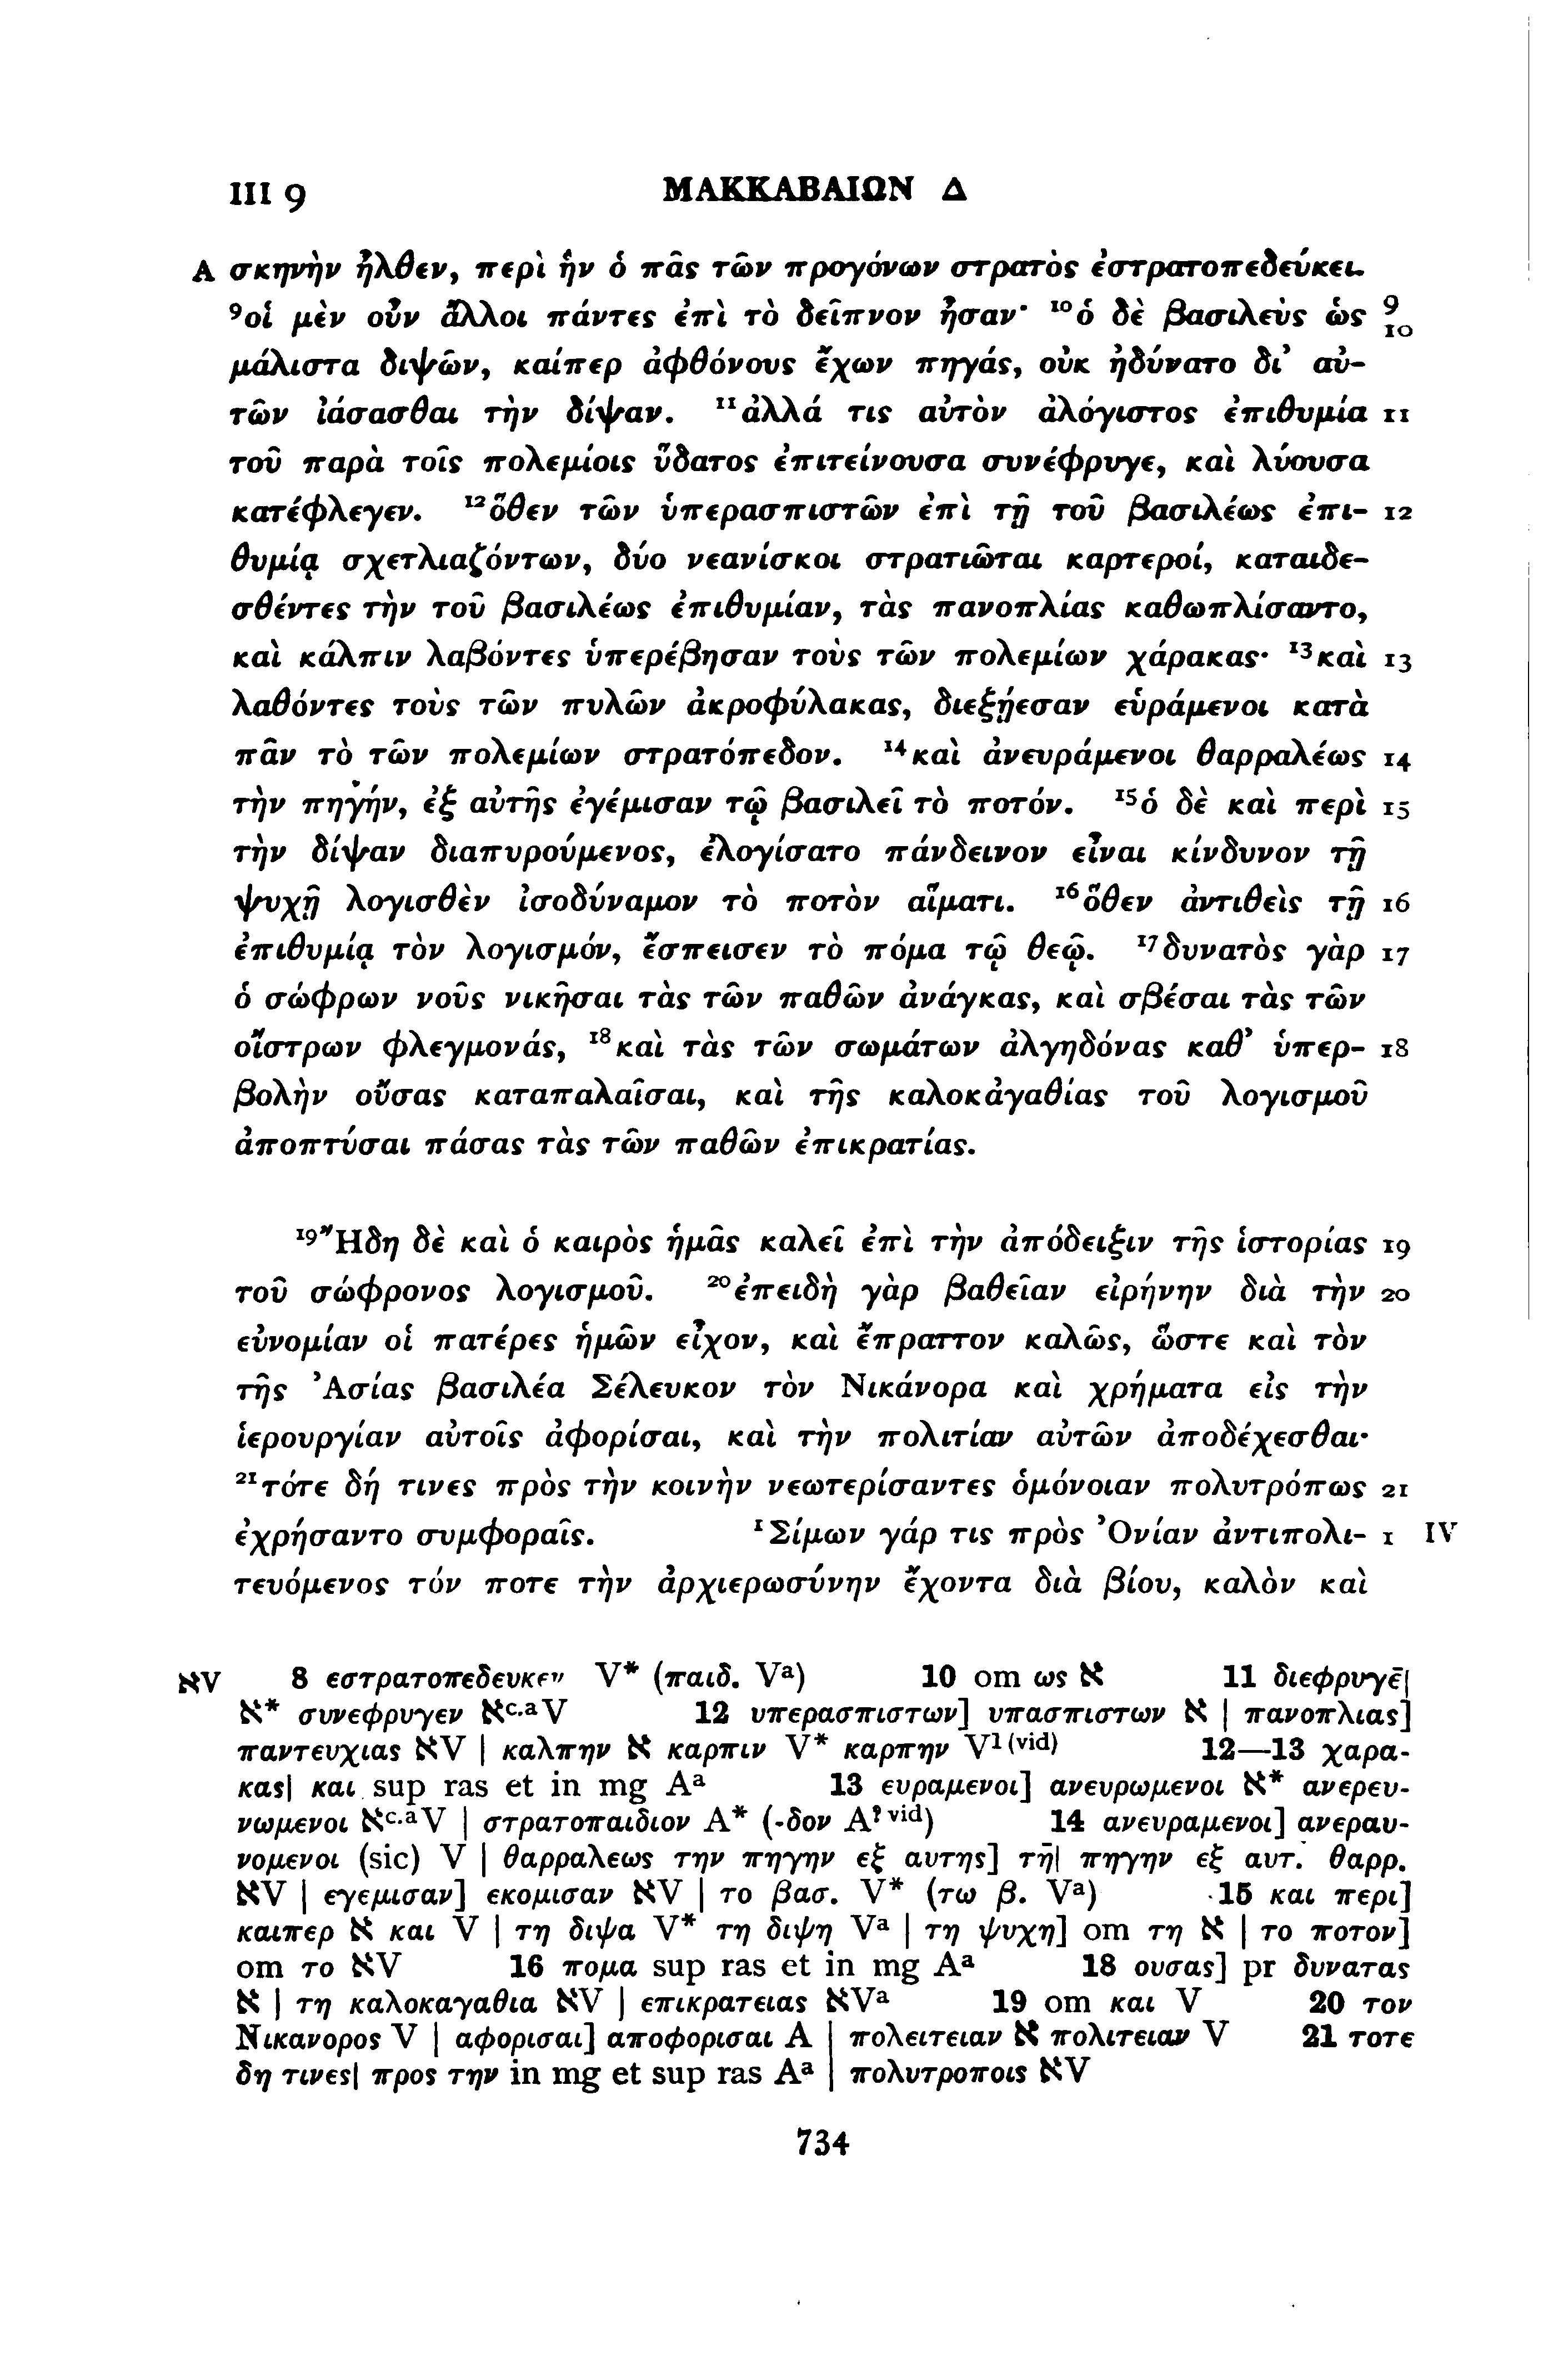 III 9 ΜΑΚΚΑΒΑΙΩΝ Δ
A σκηνὴν ἦλθεν, περὶ ἣν ὁ πᾶς τῶν προγόνων στρατὸς ἐστρατοπεδεύκει.
⁹οἱ μὲν οὖν ἄλλοι πάντες ἐπὶ τὸ δεῖπνον ἦσαν· ¹⁰ὁ δὲ βασιλεὺς ὡς 9 10
μάλιστα διψῶν, καίπερ ἀφθόνους ἔχων πηγάς, οὐκ ἠδύνατο δι’ αὐ-
τῶν ἰάσασθαι τὴν δίψαν. ¹¹ἀλλά τις αὐτὸν ἀλόγιστος ἐπιθυμία 11
τοῦ παρὰ τοῖς πολεμίοις ὕδατος ἐπιτείνουσα συνέφρυγε, καὶ λύουσα
κατέφλεγεν. ¹²ὅθεν τῶν ὑπερασπιστῶν ἐπὶ τῇ τοῦ βασιλέως ἐπι- 12
θυμίᾳ σχετλιαζόντων, δύο νεανίσκοι στρατιῶται καρτεροί, καταιδε-
σθέντες τὴν τοῦ βασιλέως ἐπιθυμίαν, τὰς πανοπλίας καθωπλίσαντο,
καὶ κάλπιν λαβόντες ὑπερέβησαν τοὺς τῶν πολεμίων χάρακας· ¹³καὶ 13
λαθόντες τοὺς τῶν πυλῶν ἀκροφύλακας, διεξῄεσαν εὑράμενοι κατὰ
πᾶν τὸ τῶν πολεμίων στρατόπεδον. ¹⁴καὶ ἀνευράμενοι θαρραλέως 14
τὴν πηγήν, ἐξ αὐτῆς ἐγέμισαν τῷ βασιλεῖ τὸ ποτόν. ¹⁵ὁ δὲ καὶ περὶ 15
τὴν δίψαν διαπυρούμενος, ἐλογίσατο πάνδεινον εἶναι κίνδυνον τῇ
ψυχῇ λογισθὲν ἰσοδύναμον τὸ ποτὸν αἵματι. ¹⁶ὅθεν ἀντιθεὶς τῇ 16
ἐπιθυμίᾳ τὸν λογισμόν, ἔσπεισεν τὸ πόμα τῷ θεῷ. ¹⁷δυνατὸς γὰρ 17
ὁ σώφρων νοῦς νικῆσαι τὰς τῶν παθῶν ἀνάγκας, καὶ σβέσαι τὰς τῶν
οἴστρων φλεγμονάς, ¹⁸καὶ τὰς τῶν σωμάτων ἀλγηδόνας καθ’ ὑπερ- 18
βολὴν οὔσας καταπαλαῖσαι, καὶ τῆς καλοκἀγαθίας τοῦ λογισμοῦ
ἀποπτύσαι πάσας τὰς τῶν παθῶν ἐπικρατίας.
¹⁹Ἤδη δὲ καὶ ὁ καιρὸς ἡμᾶς καλεῖ ἐπὶ τὴν ἀπόδειξιν τῆς ἱστορίας 19
τοῦ σώφρονος λογισμοῦ. ²⁰ἐπειδὴ γὰρ βαθεῖαν εἰρήνην διὰ τὴν 20
εὐνομίαν οἱ πατέρες ἡμῶν εἶχον, καὶ ἔπραττον καλῶς, ὥστε καὶ τὸν
τῆς Ἀσίας βασιλέα Σέλευκον τὸν Νικάνορα καὶ χρήματα εἰς τὴν
ἱερουργίαν αὐτοῖς ἀφορίσαι, καὶ τὴν πολιτίαν αὐτῶν ἀποδέχεσθαι·
²¹τότε δή τινες πρὸς τὴν κοινὴν νεωτερίσαντες ὁμόνοιαν πολυτρόπως 21
ἐχρήσαντο συμφοραῖς. ¹Σίμων γάρ τις πρὸς Ὀνίαν ἀντιπολι- 1 IV
τευόμενος τόν ποτε τὴν ἀρχιερωσύνην ἔχοντα διὰ βίου, καλὸν καὶ
אV 8 εστρατοπεδευκεν V* (παιδ. Vᵃ) 10 om ως א 11 διεφρυγε̄|
א* συνεφρυγεν אᶜ·ᵃV 12 υπερασπιστων] υπασπιστων א | πανοπλιας]
παντευχιας אV | καλπην א καρπιν V* καρπην V¹⁽ᵛⁱᵈ⁾ 12—13 χαρα-
κας| και sup ras et in mg Aᵃ 13 ευραμενοι] ανευρωμενοι א* ανερευ-
νωμενοι אᶜ·ᵃV | στρατοπαιδιον A* (-δον A?ᵛⁱᵈ) 14 ανευραμενοι] ανεραυ-
νομενοι (sic) V | θαρραλεως την πηγην εξ αυτης] τη̄| πηγην εξ αυτ. θαρρ.
אV | εγεμισαν] εκομισαν אV | το βασ. V* (τω β. Vᵃ) 15 και περι]
καιπερ א και V | τη διψα V* τη διψη Vᵃ | τη ψυχη] om τη א | το ποτον]
om το אV 16 πομα sup ras et in mg Aᵃ 18 ουσας] pr δυνατας
א | τη καλοκαγαθια אV | επικρατειας אVᵃ 19 om και V 20 τον
Νικανορος V | αφορισαι] αποφορισαι A | πολειτειαν א πολιτειαν V 21 τοτε
δη τινες| προς την in mg et sup ras Aᵃ | πολυτροποις אV
734